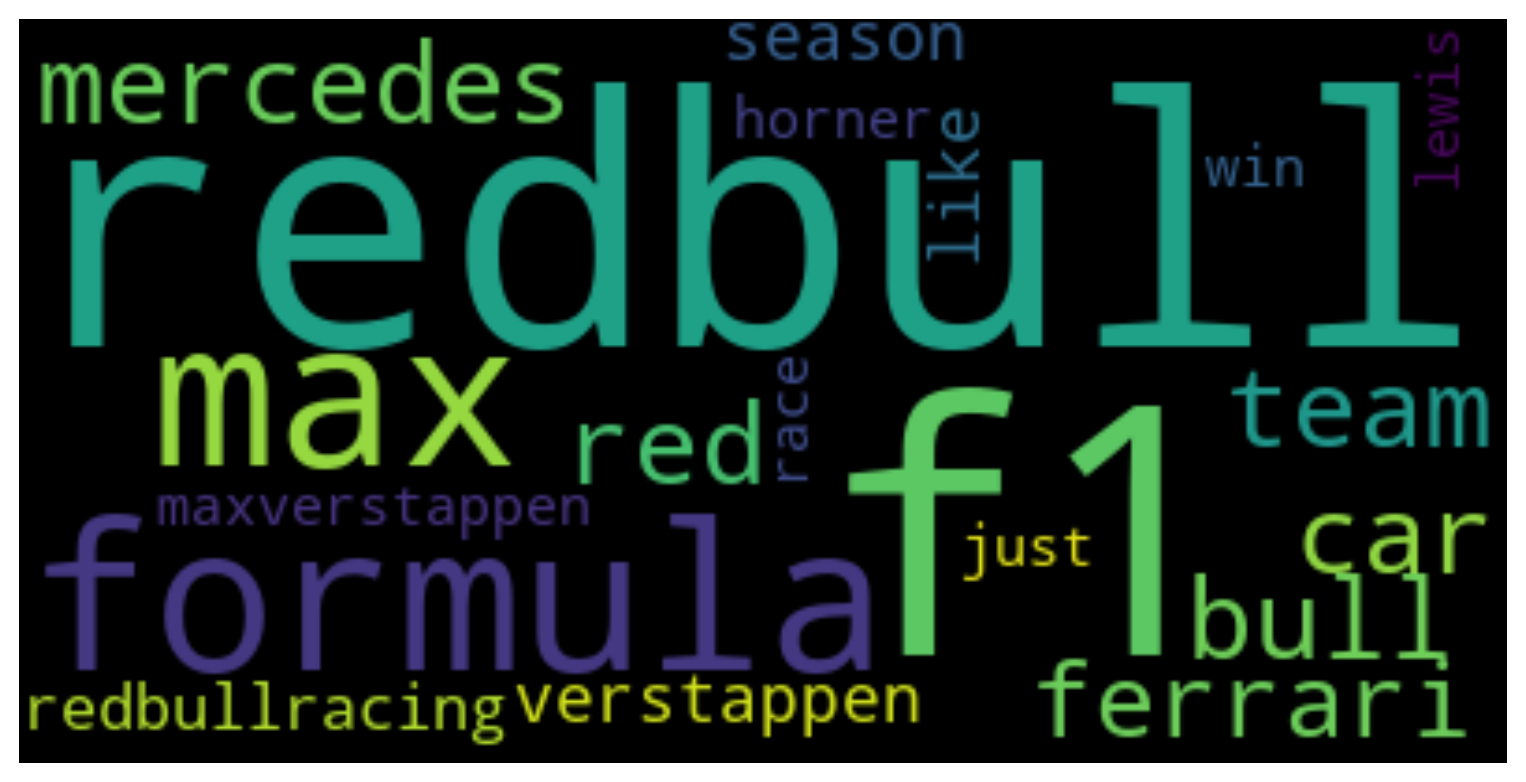 season
mercedes
horner
like
win
lewis
redbull
max
red
race
f1
team
maxverstappen
formula
just
car
bull
redbullracing
verstappen
ferrari